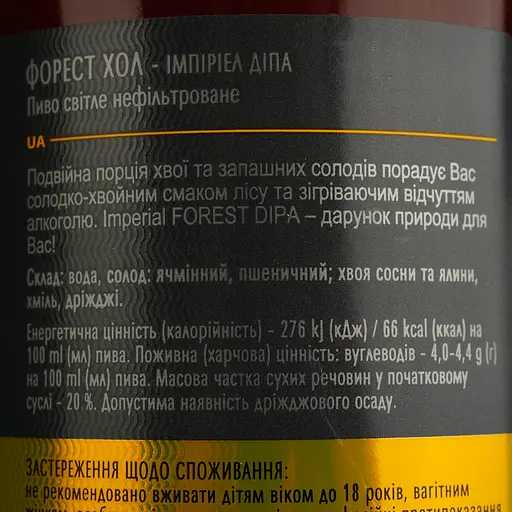 ФОРЕСТ ХОЛ - ІМПІРІЕЛ ДІПА
Пиво світле нефільтроване
UA
Подвійна порція хвої та запашних солодів порадує Вас
солодко-хвойним смаком лісу та зігріваючим відчуттям
алкоголю. Imperial FOREST DIPA – дарунок природи для
Вас!
Склад: вода, солод: ячмінний, пшеничний; хвоя сосни та ялини,
хміль, дріжджі.
Енергетична цінність (калорійність) - 276 kj (кДж) / 66 kcal (ккал) на
100 ml (мл) пива. Поживна (харчова) цінність: вуглеводів - 4,0-4,4 g (г)
на 100 ml (мл) пива. Масова частка сухих речовин у початковому
суслі - 20 %. Допустима наявність дріжджового осаду.
ЗАСТЕРЕЖЕННЯ ЩОДО СПОЖИВАННЯ:
не рекомендовано вживати дітям віком до 18 років, вагітним